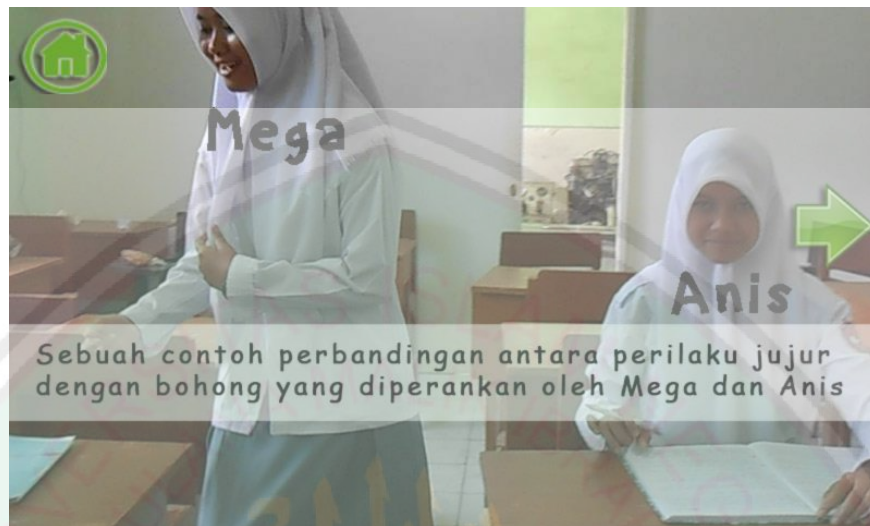 Mega
Anis
Sebuah contoh perbandingan antara perilaku jujur
dengan bohong yang diperankan oleh Mega dan Anis